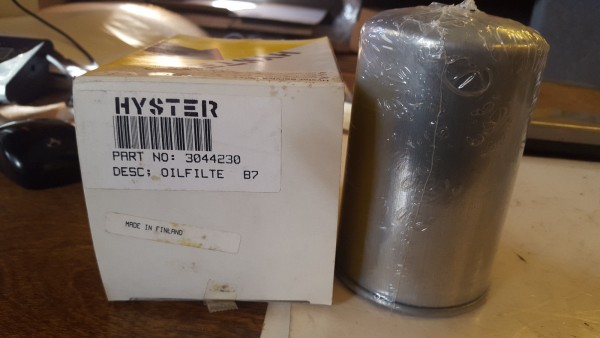 HYSTER
PART NO: 3044230
DESC: OILFILTE B7
MADE IN FINLAND